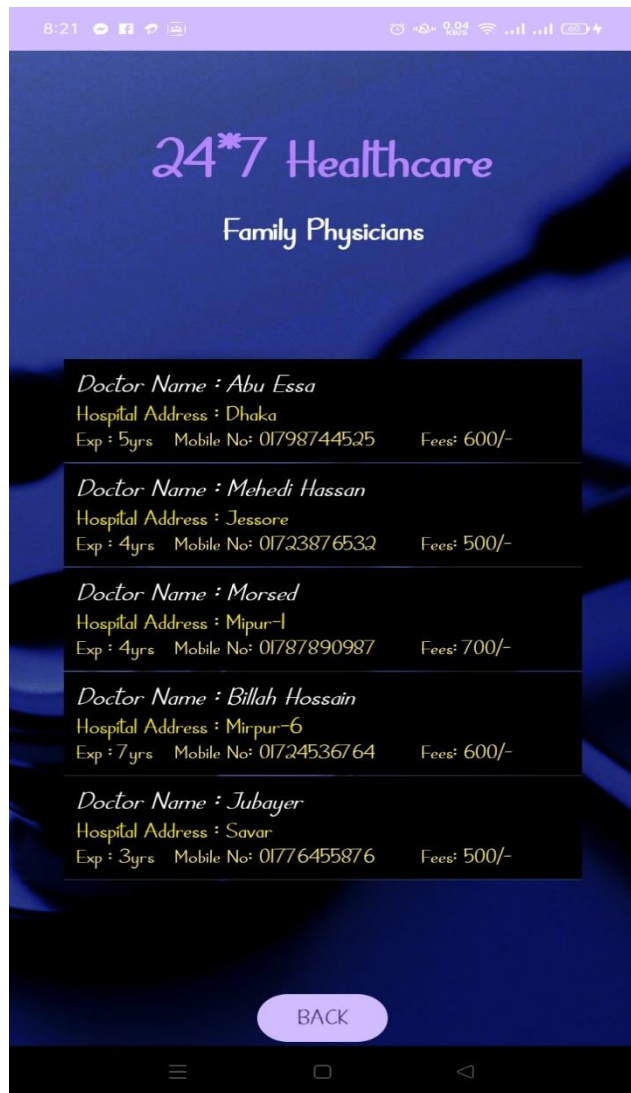 8:21 0.04 KB/S 60
24*7 Healthcare
Family Physicians
Doctor Name : Abu Essa
Hospital Address : Dhaka
Exp : 5yrs Mobile No: 01798744525 Fees: 600/-
Doctor Name : Mehedi Hassan
Hospital Address : Jessore
Exp : 4yrs Mobile No: 01723876532 Fees: 500/-
Doctor Name : Morsed
Hospital Address : Mipur-1
Exp : 4yrs Mobile No: 01787890987 Fees: 700/-
Doctor Name : Billah Hossain
Hospital Address : Mirpur-6
Exp : 7yrs Mobile No: 01724536764 Fees: 600/-
Doctor Name : Jubayer
Hospital Address : Savar
Exp : 3yrs Mobile No: 01776455876 Fees: 500/-
BACK